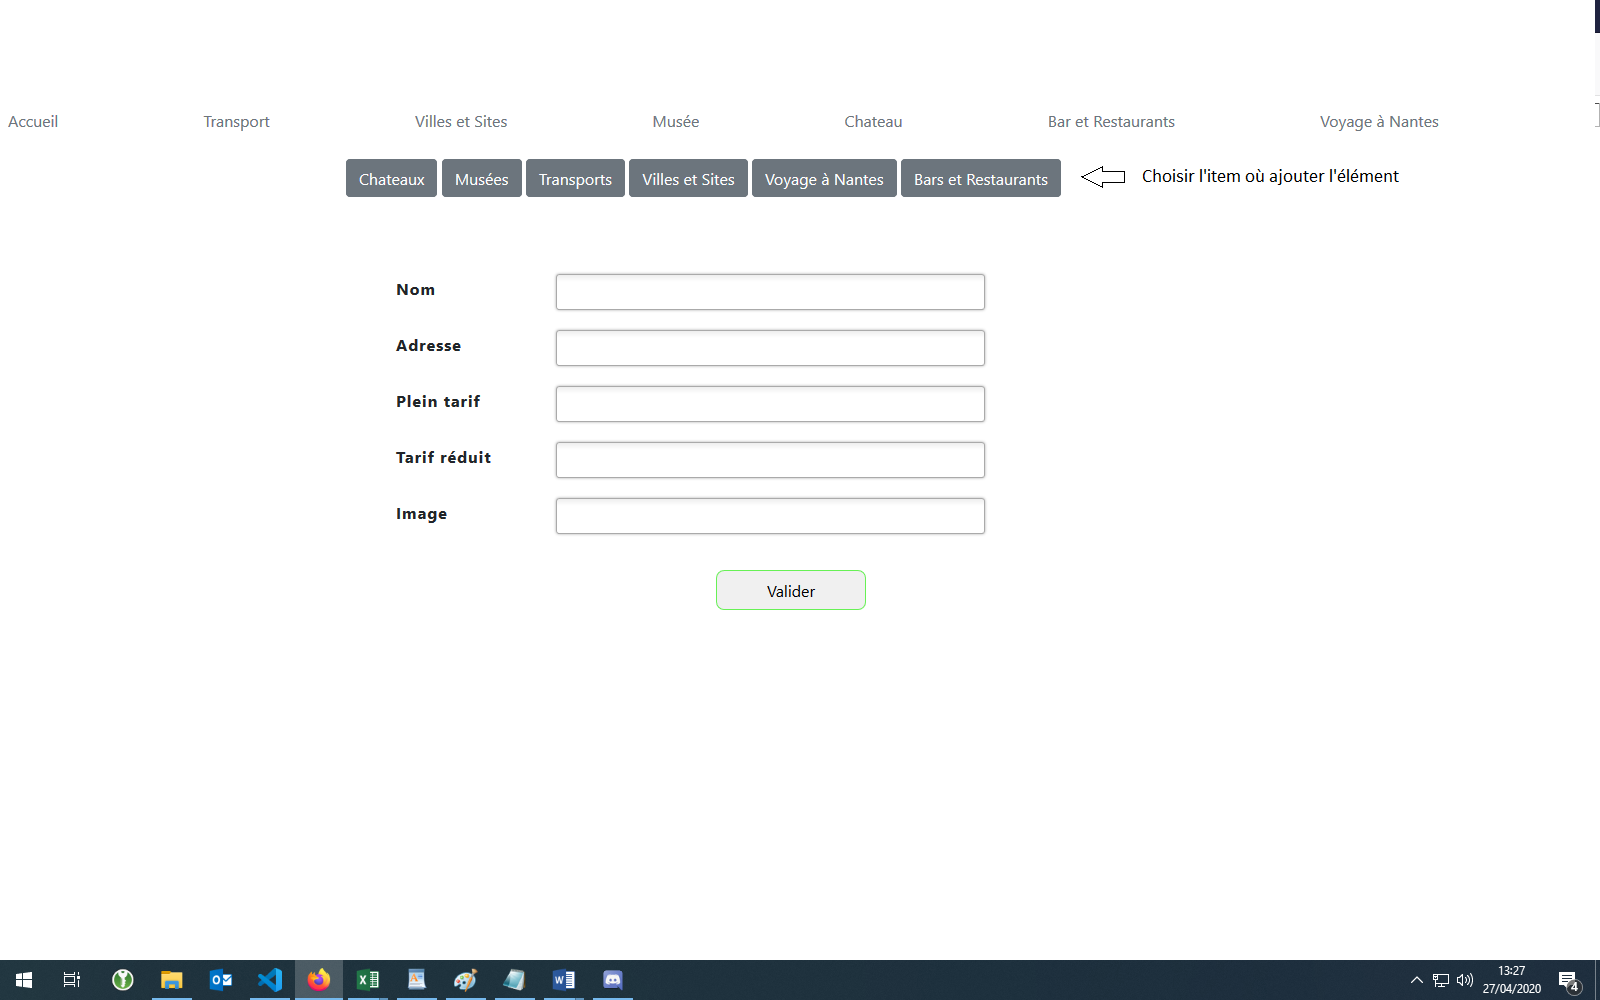 Accueil Transport Villes et Sites Musée Chateau Bar et Restaurants Voyage à Nantes
Chateaux Musées Transports Villes et Sites Voyage à Nantes Bars et Restaurants Choisir l'item où ajouter l'élément
Nom
Adresse
Plein tarif
Tarif réduit
Image
Valider
13:27
27/04/2020
4